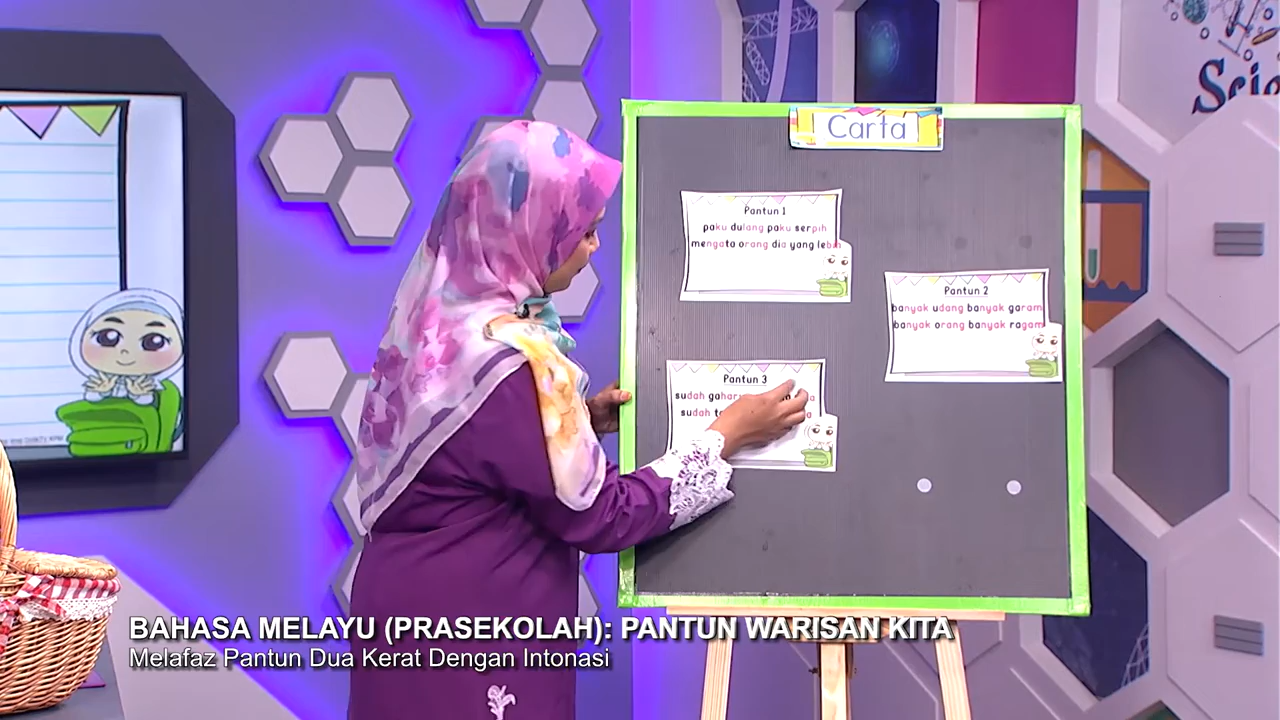 Carta
Pantun 1
paku dulang paku serpih
mengata orang dia yang lebih
Pantun 2
banyak udang banyak garam
banyak orang banyak ragam
Pantun 3
sudah
sudah
BAHASA MELAYU (PRASEKOLAH): PANTUN WARISAN KITA
Melafaz Pantun Dua Kerat Dengan Intonasi